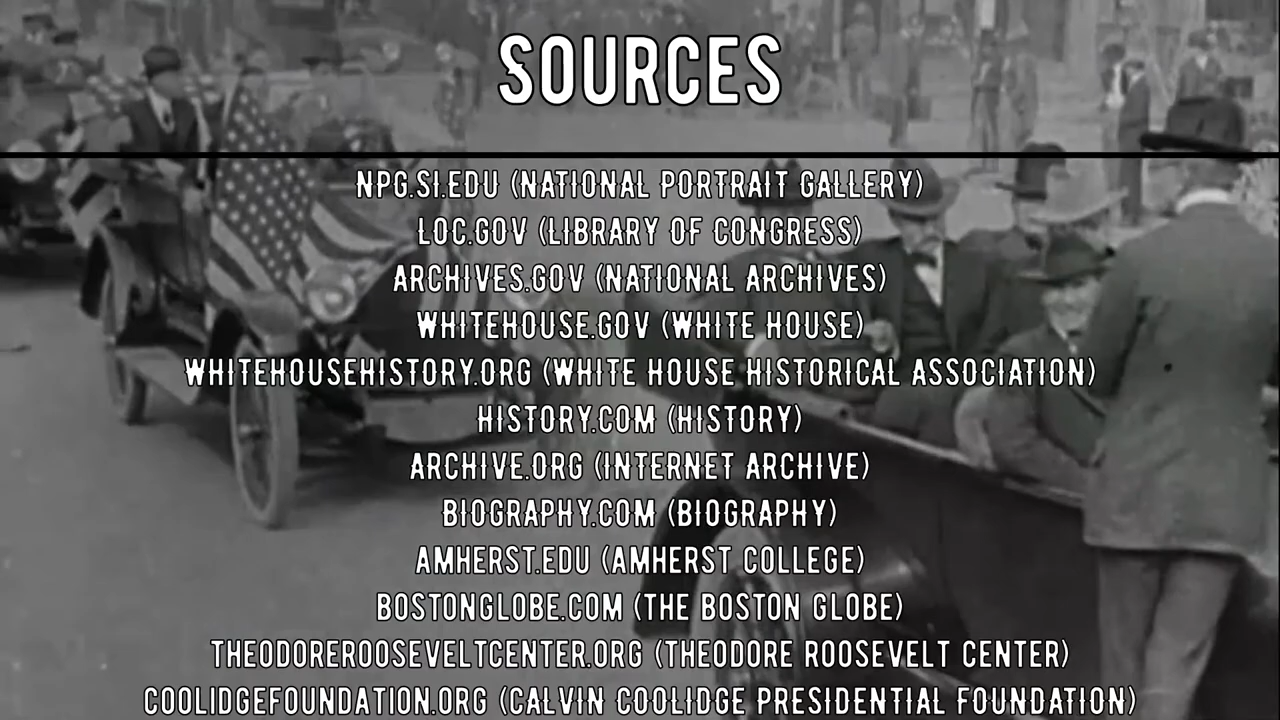 SOURCES
NPG.SI.EDU (NATIONAL PORTRAIT GALLERY)
LOC.GOV (LIBRARY OF CONGRESS)
ARCHIVES.GOV (NATIONAL ARCHIVES)
WHITEHOUSE.GOV (WHITE HOUSE)
WHITEHOUSEHISTORY.ORG (WHITE HOUSE HISTORICAL ASSOCIATION)
HISTORY.COM (HISTORY)
ARCHIVE.ORG (INTERNET ARCHIVE)
BIOGRAPHY.COM (BIOGRAPHY)
AMHERST.EDU (AMHERST COLLEGE)
BOSTONGLOBE.COM (THE BOSTON GLOBE)
THEODOREROOSEVELTCENTER.ORG (THEODORE ROOSEVELT CENTER)
COOLIDGEFOUNDATION.ORG (CALVIN COOLIDGE PRESIDENTIAL FOUNDATION)